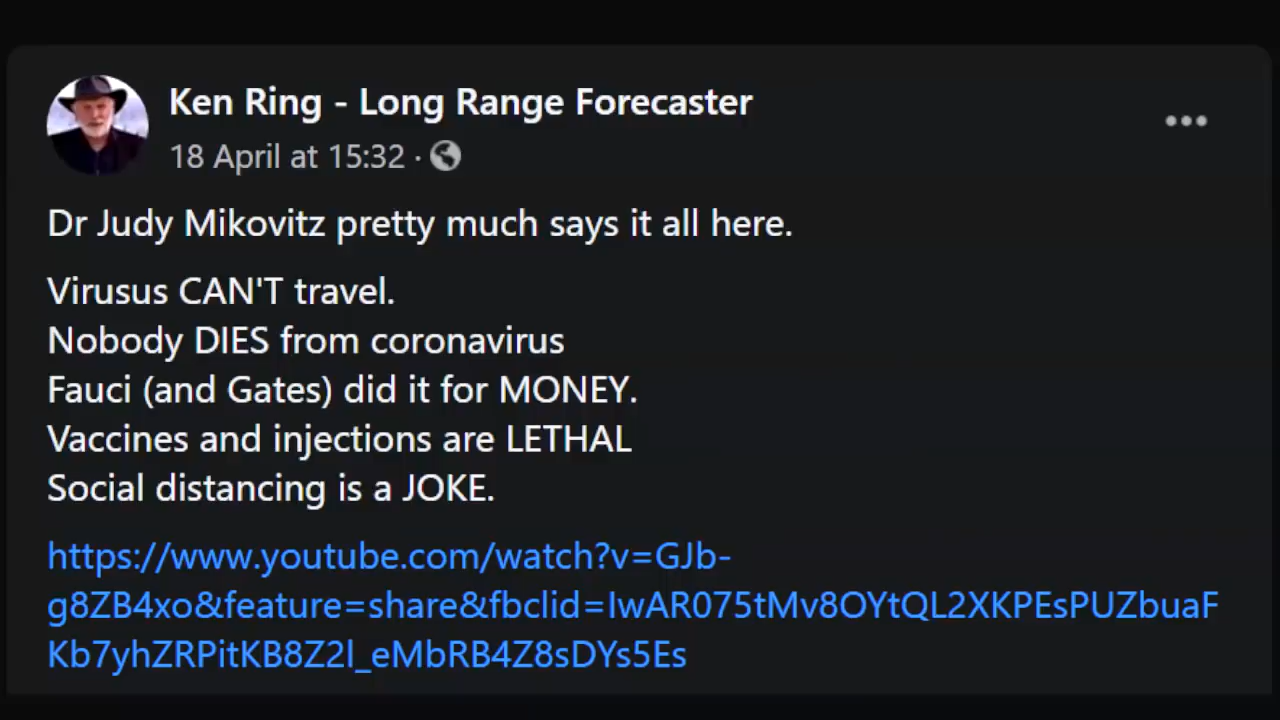 Ken Ring - Long Range Forecaster
18 April at 15:32 ·
Dr Judy Mikovitz pretty much says it all here.
Virusus CAN'T travel.
Nobody DIES from coronavirus
Fauci (and Gates) did it for MONEY.
Vaccines and injections are LETHAL
Social distancing is a JOKE.
https://www.youtube.com/watch?v=GJb-
g8ZB4xo&feature=share&fbclid=IwAR075tMv8OYtQL2XKPEsPUZbuaF
Kb7yhZRPitKB8Z2l_eMbRB4Z8sDYs5Es